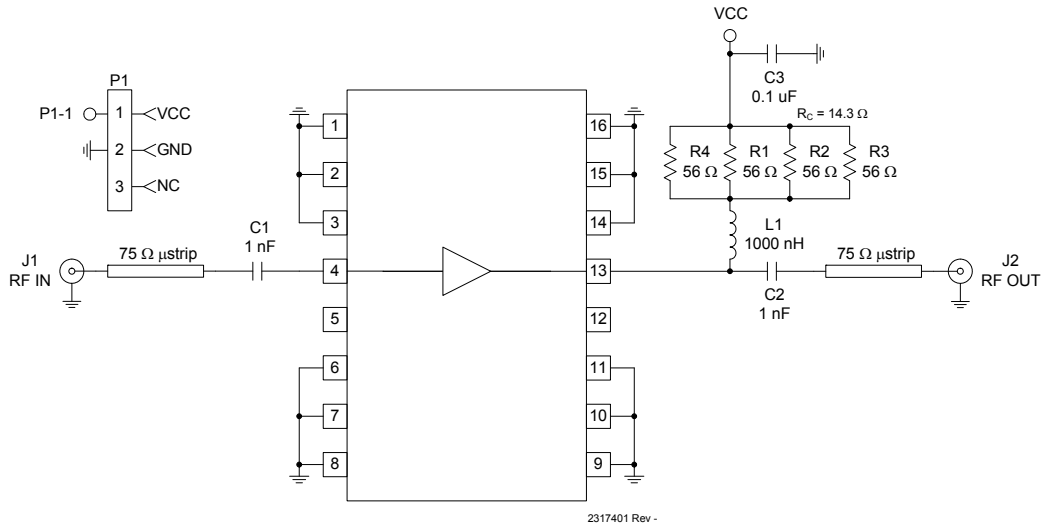 VCC
P1
P1-1
1
VCC
2
GND
3
NC
C3
0.1 uF
R_C = 14.3 Ω
R4
56 Ω
R1
56 Ω
R2
56 Ω
R3
56 Ω
L1
1000 nH
1
2
3
4
5
6
7
8
16
15
14
13
12
11
10
9
J1
RF IN
75 Ω μstrip
C1
1 nF
C2
1 nF
75 Ω μstrip
J2
RF OUT
2317401 Rev -